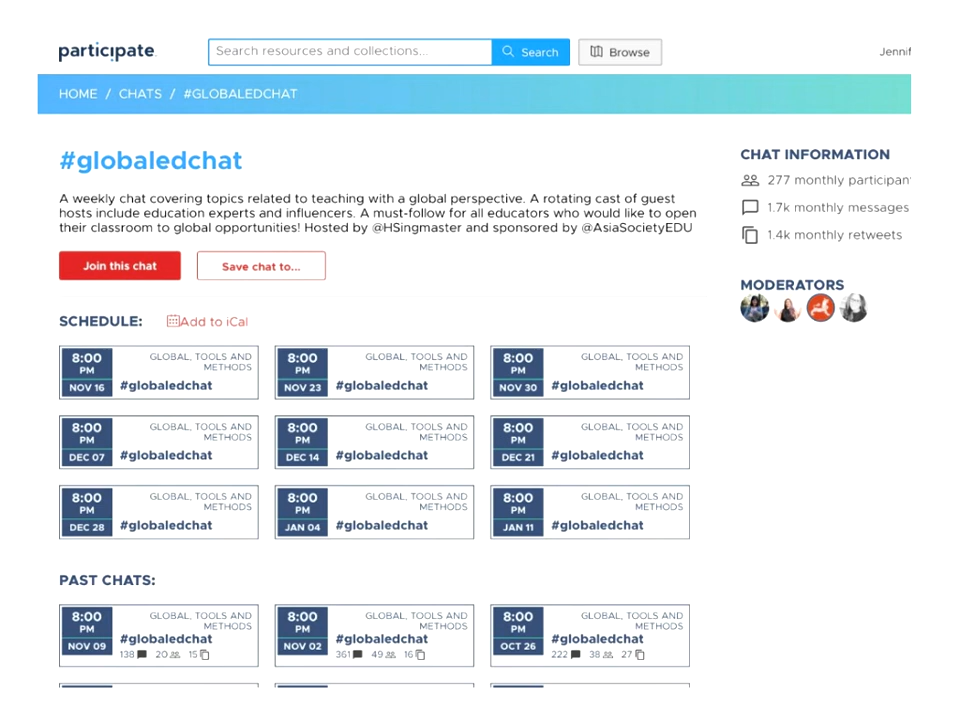 participate.
Search resources and collections...
Search
Browse
HOME / CHATS / #GLOBALEDCHAT
#globaledchat
A weekly chat covering topics related to teaching with a global perspective. A rotating cast of guest
hosts include education experts and influencers. A must-follow for all educators who would like to open
their classroom to global opportunities! Hosted by @HSingmaster and sponsored by @AsiaSocietyEDU
Join this chat
Save chat to...
CHAT INFORMATION
277 monthly
1.7k monthly messages
1.4k monthly retweets
MODERATORS
SCHEDULE:
Add to iCal
8:00
PM
NOV 16
GLOBAL, TOOLS AND
METHODS
#globaledchat
8:00
PM
NOV 23
GLOBAL, TOOLS AND
METHODS
#globaledchat
8:00
PM
NOV 30
GLOBAL, TOOLS AND
METHODS
#globaledchat
8:00
PM
DEC 07
GLOBAL, TOOLS AND
METHODS
#globaledchat
8:00
PM
DEC 14
GLOBAL, TOOLS AND
METHODS
#globaledchat
8:00
PM
DEC 21
GLOBAL, TOOLS AND
METHODS
#globaledchat
8:00
PM
DEC 28
GLOBAL, TOOLS AND
METHODS
#globaledchat
8:00
PM
JAN 04
GLOBAL, TOOLS AND
METHODS
#globaledchat
8:00
PM
JAN 11
GLOBAL, TOOLS AND
METHODS
#globaledchat
PAST CHATS:
8:00
PM
NOV 09
GLOBAL, TOOLS AND
METHODS
#globaledchat
138 20 15
8:00
PM
NOV 02
GLOBAL, TOOLS AND
METHODS
#globaledchat
361 49 16
8:00
PM
OCT 26
GLOBAL, TOOLS AND
METHODS
#globaledchat
222 38 27